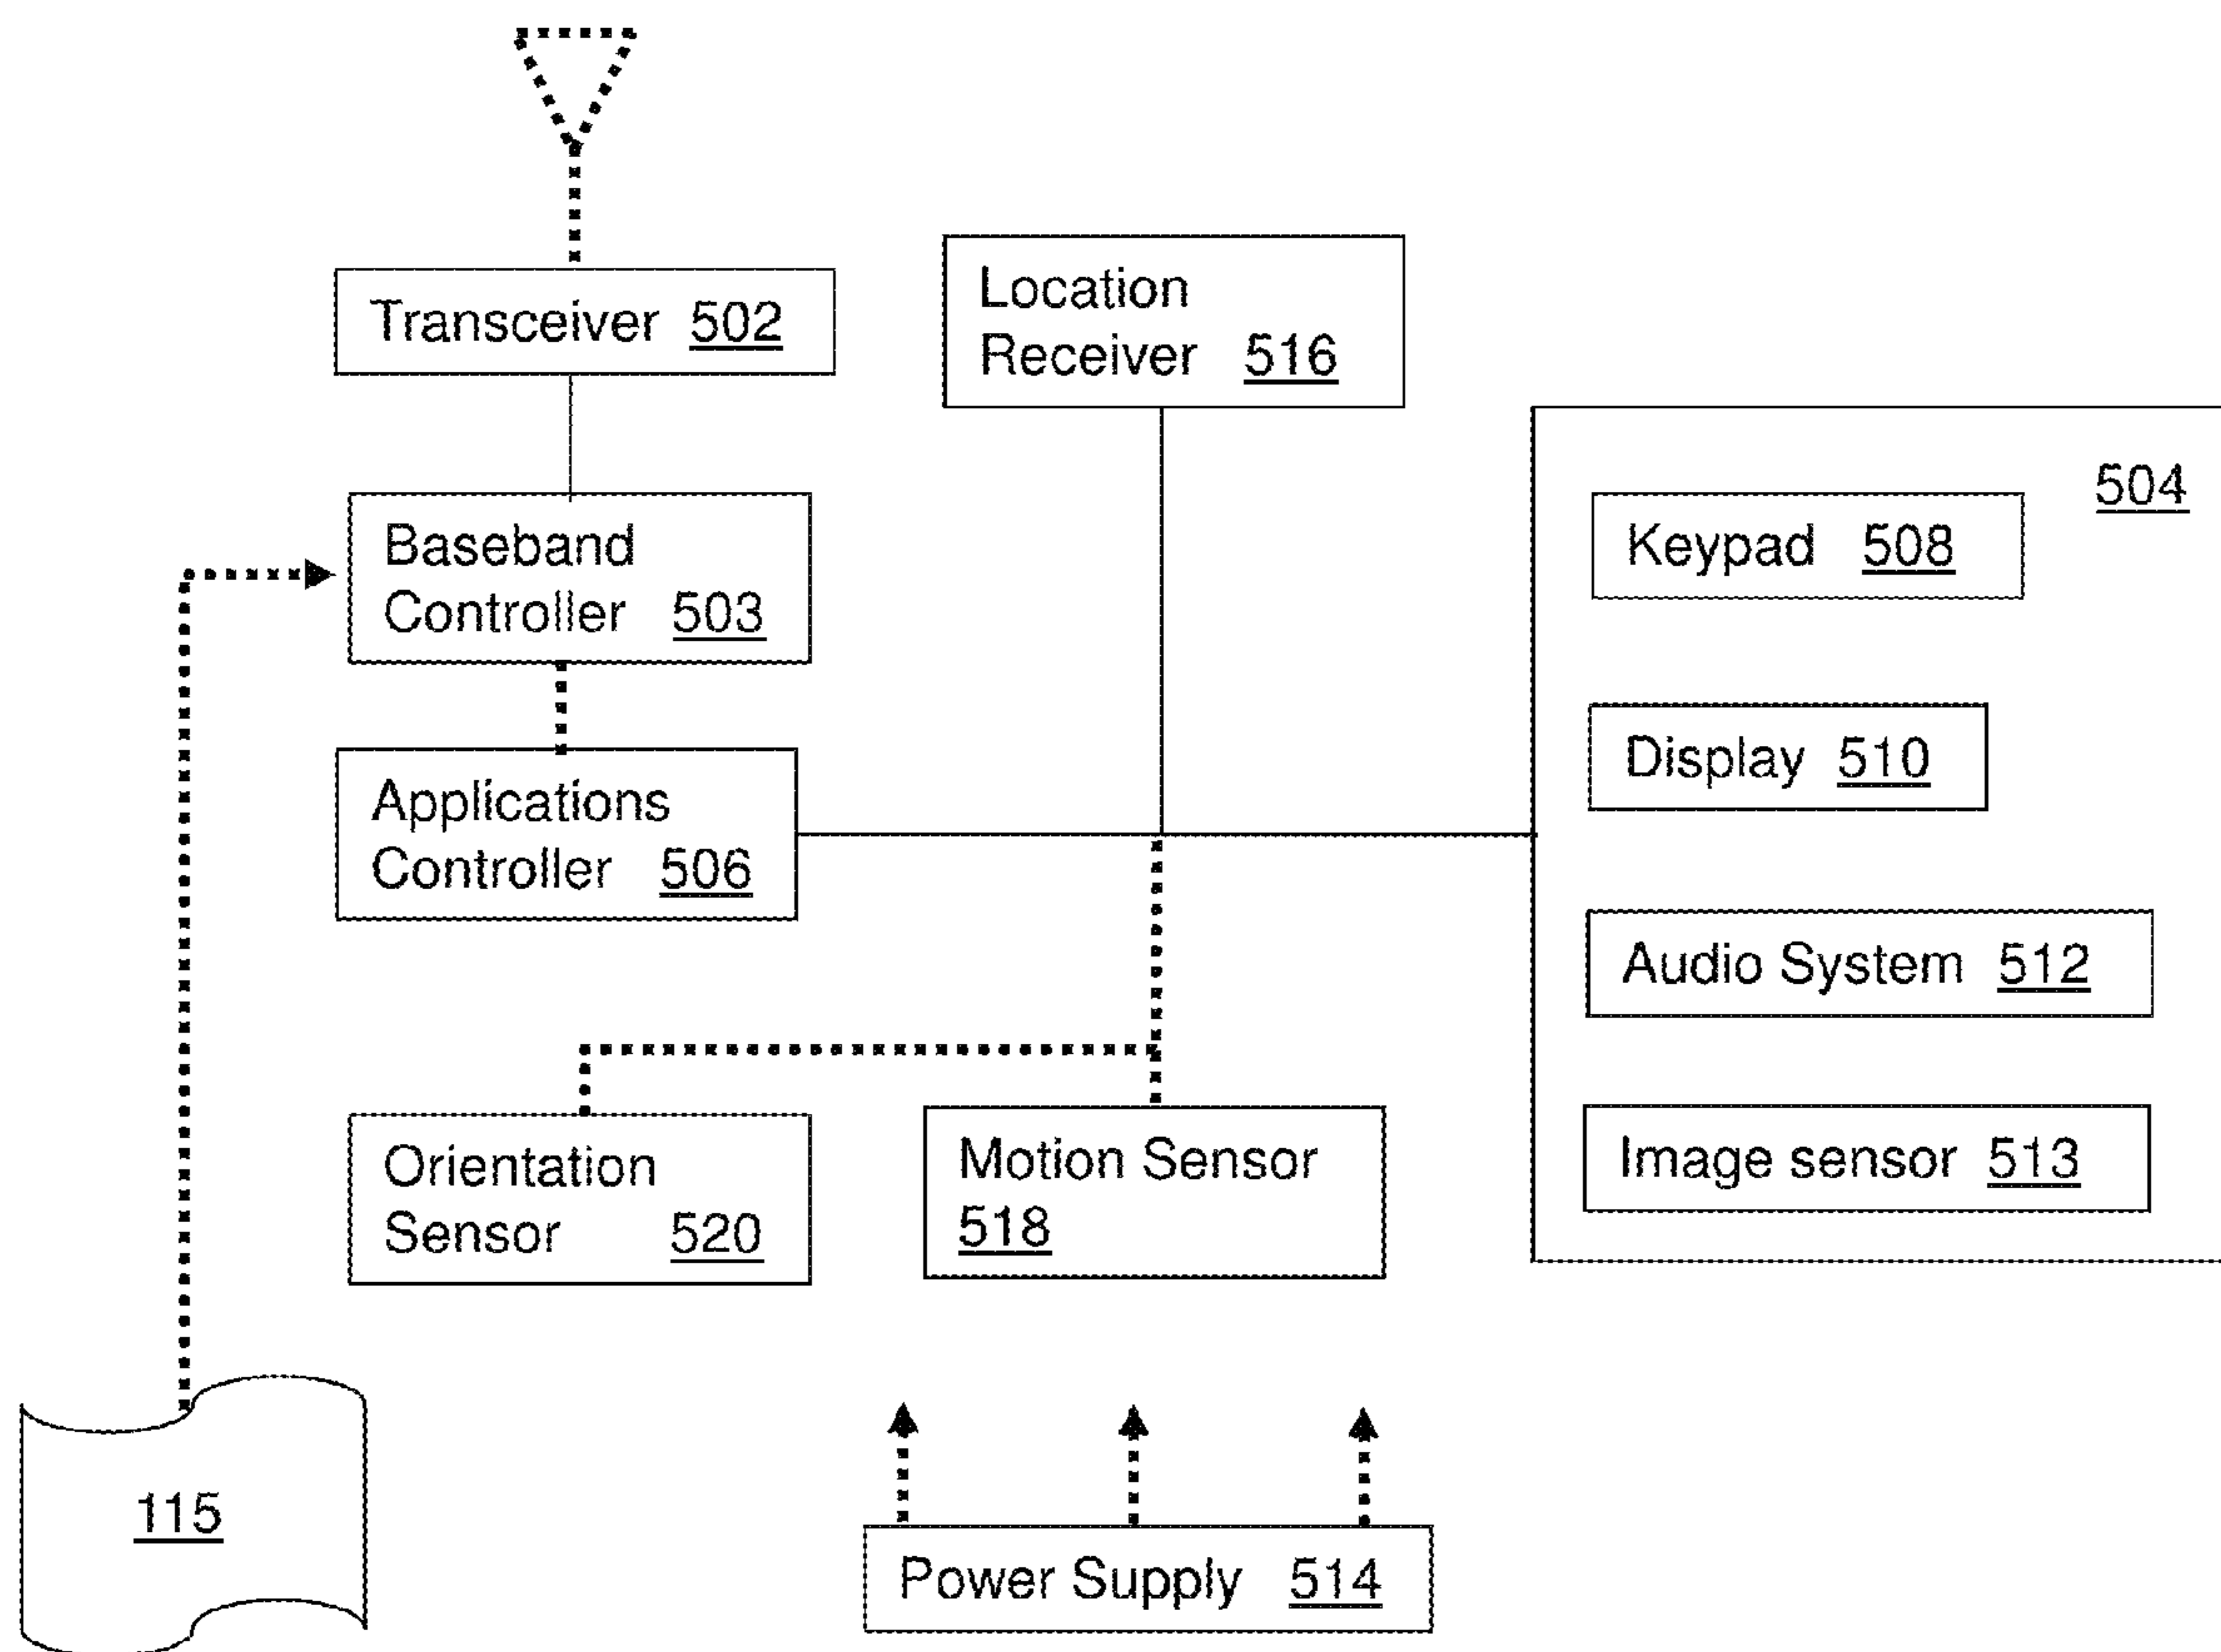 Transceiver 502
Location
Receiver 516
504
Baseband
Controller 503
Keypad 508
Applications
Controller 506
Display 510
Audio System 512
Orientation
Sensor 520
Motion Sensor
518
Image sensor 513
115
Power Supply 514